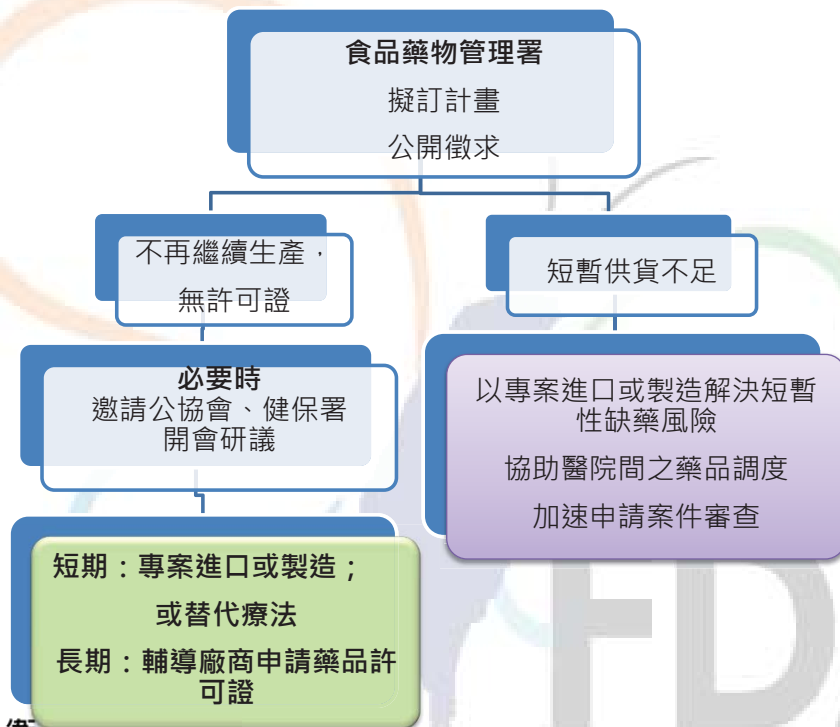 食品藥物管理署
擬訂計畫
公開徵求
不再繼續生產，
無許可證
短暫供貨不足
必要時
邀請公協會、健保署
開會研議
以專案進口或製造解決短暫
性缺藥風險
協助醫院間之藥品調度
加速申請案件審查
短期：專案進口或製造；
或替代療法
長期：輔導廠商申請藥品許
可證
FD